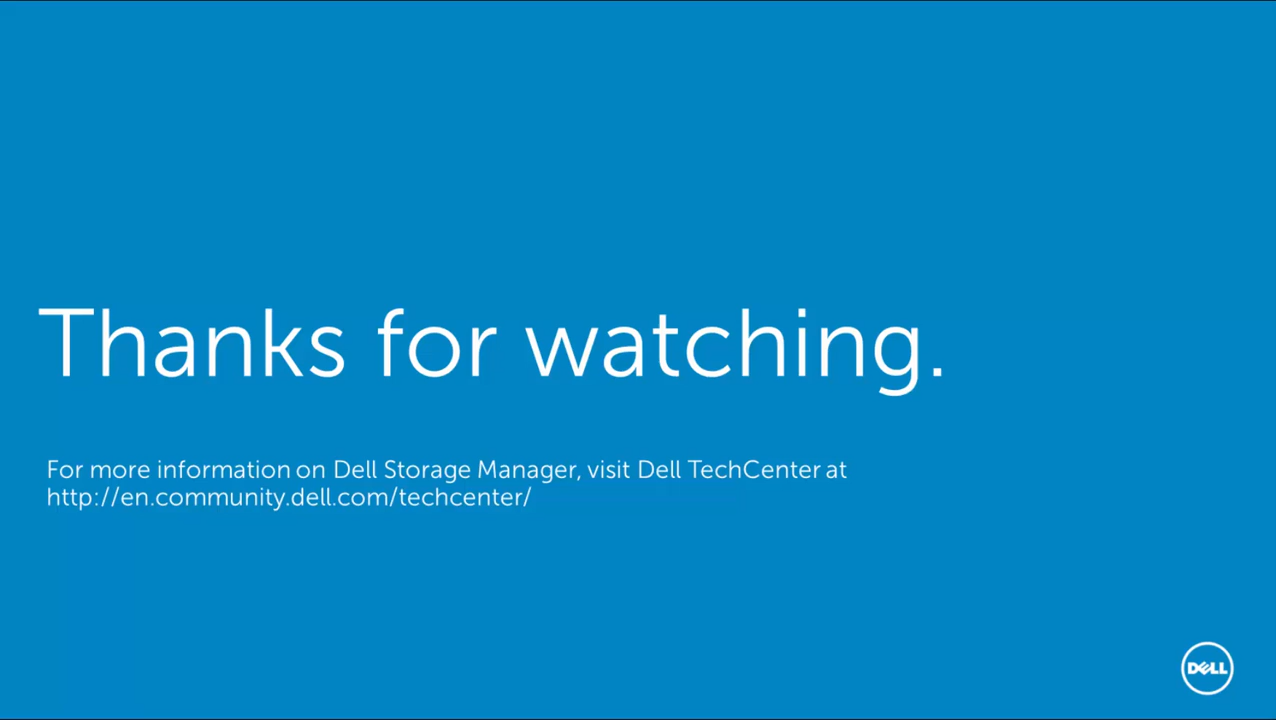 Thanks for watching.
For more information on Dell Storage Manager, visit Dell TechCenter at
http://en.community.dell.com/techcenter/
DELL